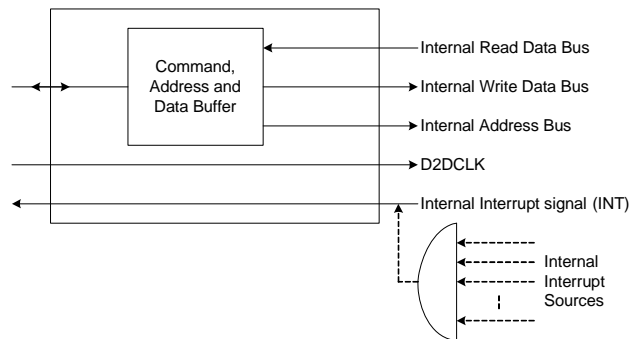 Command,
Address and
Data Buffer
Internal Read Data Bus
Internal Write Data Bus
Internal Address Bus
D2DCLK
Internal Interrupt signal (INT)
Internal
Interrupt
Sources